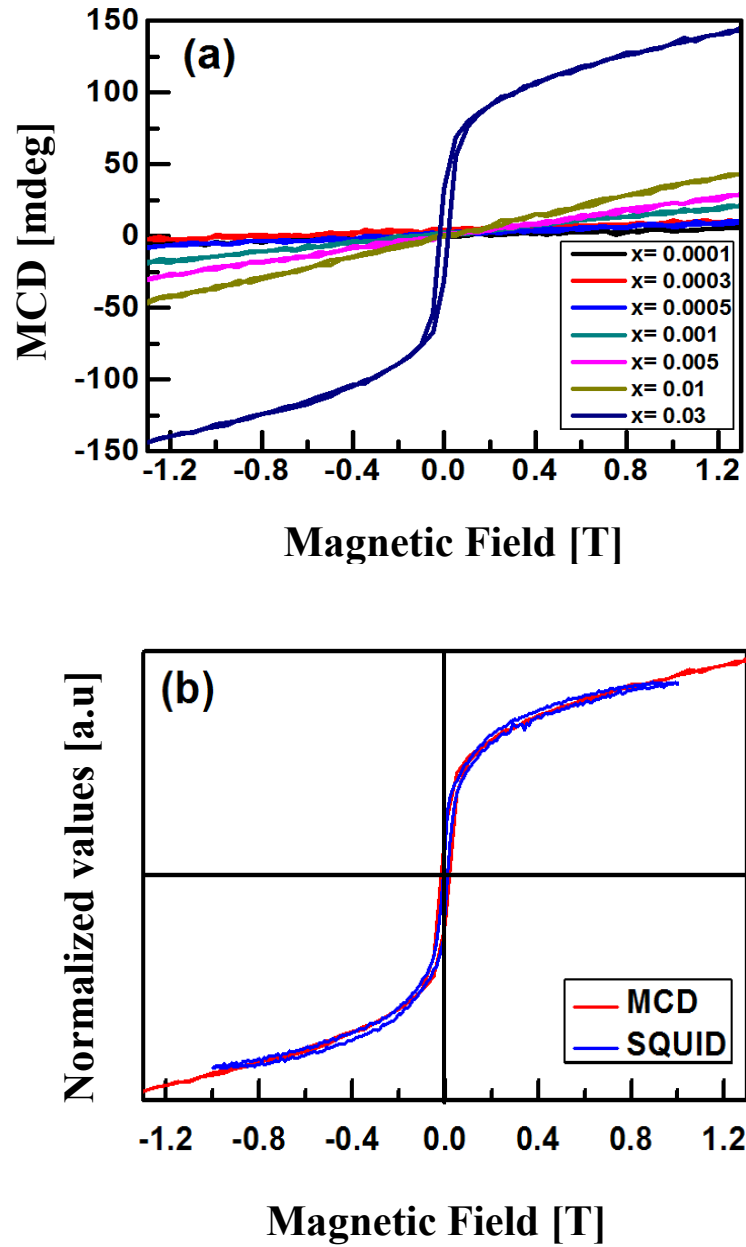 (a)
MCD [mdeg]
150
100
50
0
-50
-100
-150
x= 0.0001
x= 0.0003
x= 0.0005
x= 0.001
x= 0.005
x= 0.01
x= 0.03
-1.2 -0.8 -0.4 0.0 0.4 0.8 1.2
Magnetic Field [T]
(b)
Normalized values [a.u]
MCD
SQUID
-1.2 -0.8 -0.4 0.0 0.4 0.8 1.2
Magnetic Field [T]